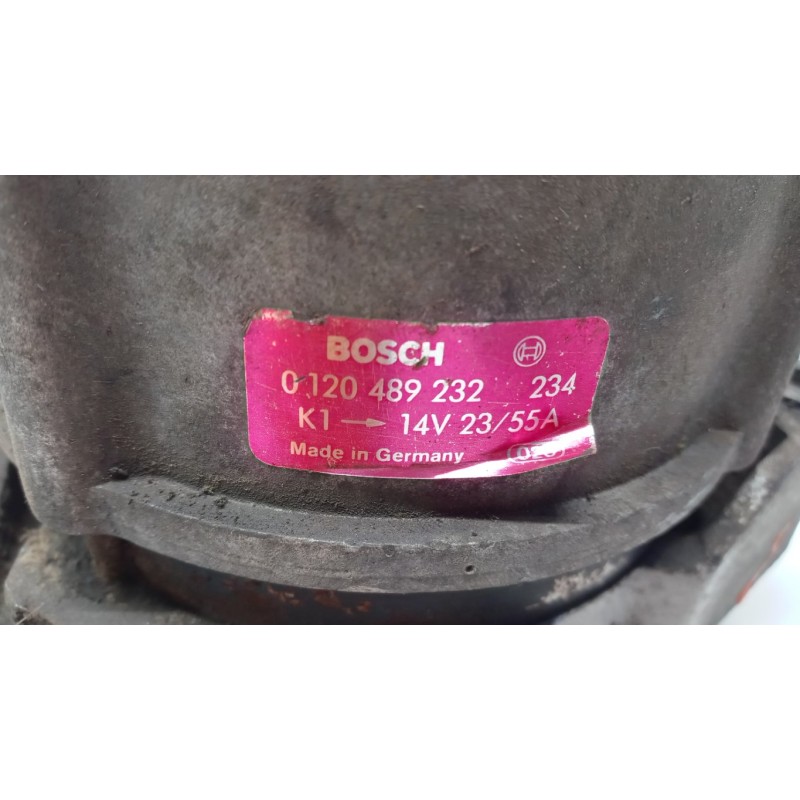 BOSCH
0 120 489 232 234
K1 → 14V 23/55A
Made in Germany